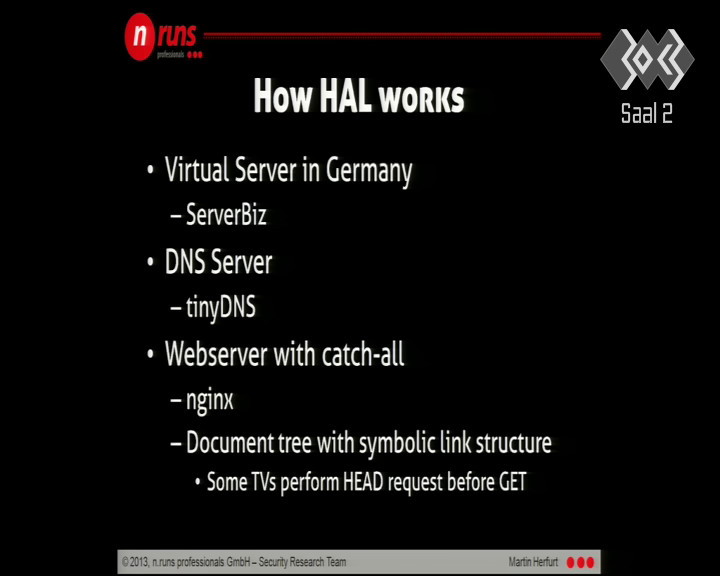 n runs
professionals
Saal 2
How HAL works
• Virtual Server in Germany
– ServerBiz
• DNS Server
– tinyDNS
• Webserver with catch-all
– nginx
– Document tree with symbolic link structure
• Some TVs perform HEAD request before GET
© 2013, n.runs professionals GmbH – Security Research Team
Martin Herfurt